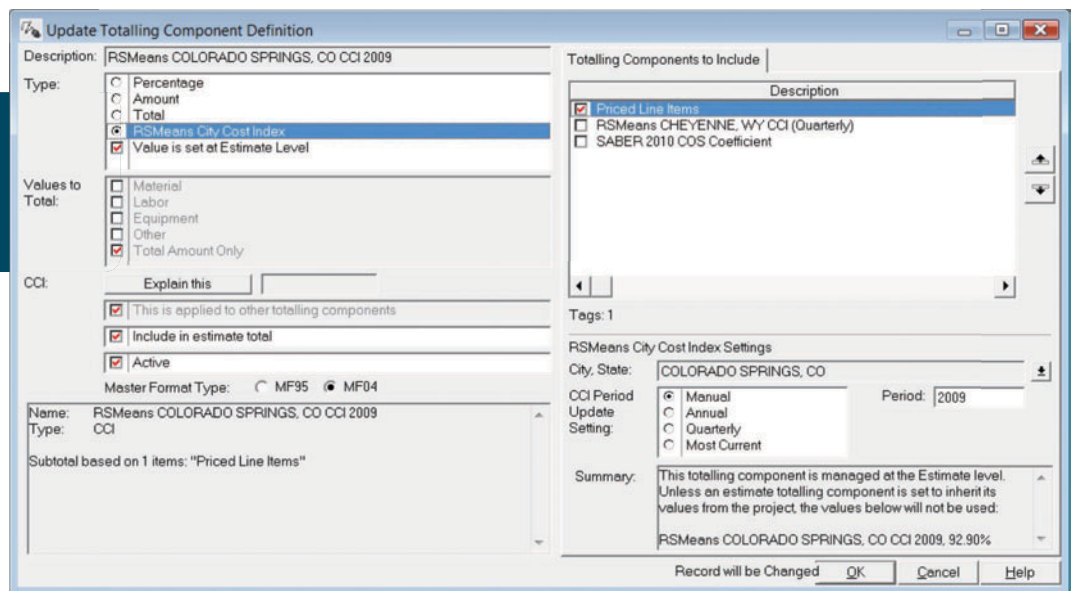 Update Totalling Component Definition
Description: RSMeans COLORADO SPRINGS, CO CCI 2009
Type:
Percentage
Amount
Total
RSMeans City Cost Index
Value is set at Estimate Level
Values to Total:
Material
Labor
Equipment
Other
Total Amount Only
CCI: Explain this
This is applied to other totalling components
Include in estimate total
Active
Master Format Type: MF95 MF04
Name: RSMeans COLORADO SPRINGS, CO CCI 2009
Type: CCI
Subtotal based on 1 items: "Priced Line Items"
Totalling Components to Include
Description
Priced Line Items
RSMeans CHEYENNE, WY CCI (Quarterly)
SABER 2010 COS Coefficient
Tags: 1
RSMeans City Cost Index Settings
City, State: COLORADO SPRINGS, CO
CCI Period Update Setting:
Manual
Annual
Quarterly
Most Current
Period: 2009
Summary:
This totalling component is managed at the Estimate level.
Unless an estimate totalling component is set to inherit its
values from the project, the values below will not be used:
RSMeans COLORADO SPRINGS, CO CCI 2009, 92.90%
Record will be Changed OK Cancel Help